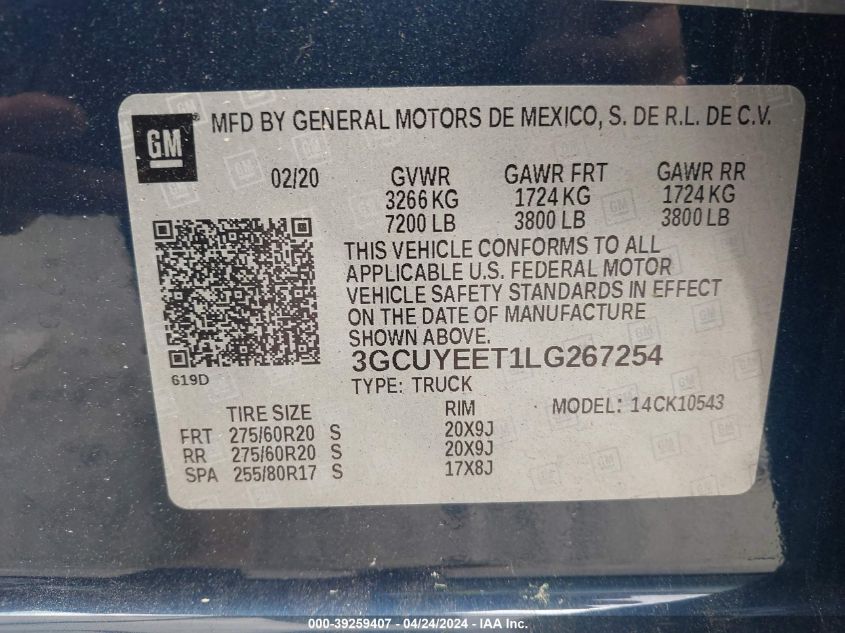 GM
MFD BY GENERAL MOTORS DE MEXICO, S. DE R.L. DE C.V.
02/20 GVWR GAWR FRT GAWR RR
3266 KG 1724 KG 1724 KG
7200 LB 3800 LB 3800 LB
THIS VEHICLE CONFORMS TO ALL
APPLICABLE U.S. FEDERAL MOTOR
VEHICLE SAFETY STANDARDS IN EFFECT
ON THE DATE OF MANUFACTURE
SHOWN ABOVE.
3GCUYEET1LG267254
619D
TYPE: TRUCK
TIRE SIZE RIM MODEL: 14CK10543
FRT 275/60R20 S 20X9J
RR 275/60R20 S 20X9J
SPA 255/80R17 S 17X8J
000-39259407 - 04/24/2024 - IAAI.COM